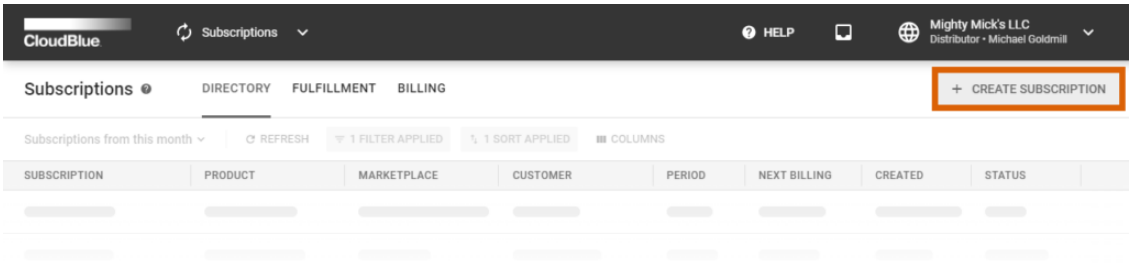 CloudBlue.
Subscriptions
HELP
Mighty Mick's LLC
Distributor • Michael Goldmill
Subscriptions
DIRECTORY
FULFILLMENT
BILLING
+ CREATE SUBSCRIPTION
Subscriptions from this month
REFRESH
1 FILTER APPLIED
1 SORT APPLIED
COLUMNS
SUBSCRIPTION
PRODUCT
MARKETPLACE
CUSTOMER
PERIOD
NEXT BILLING
CREATED
STATUS